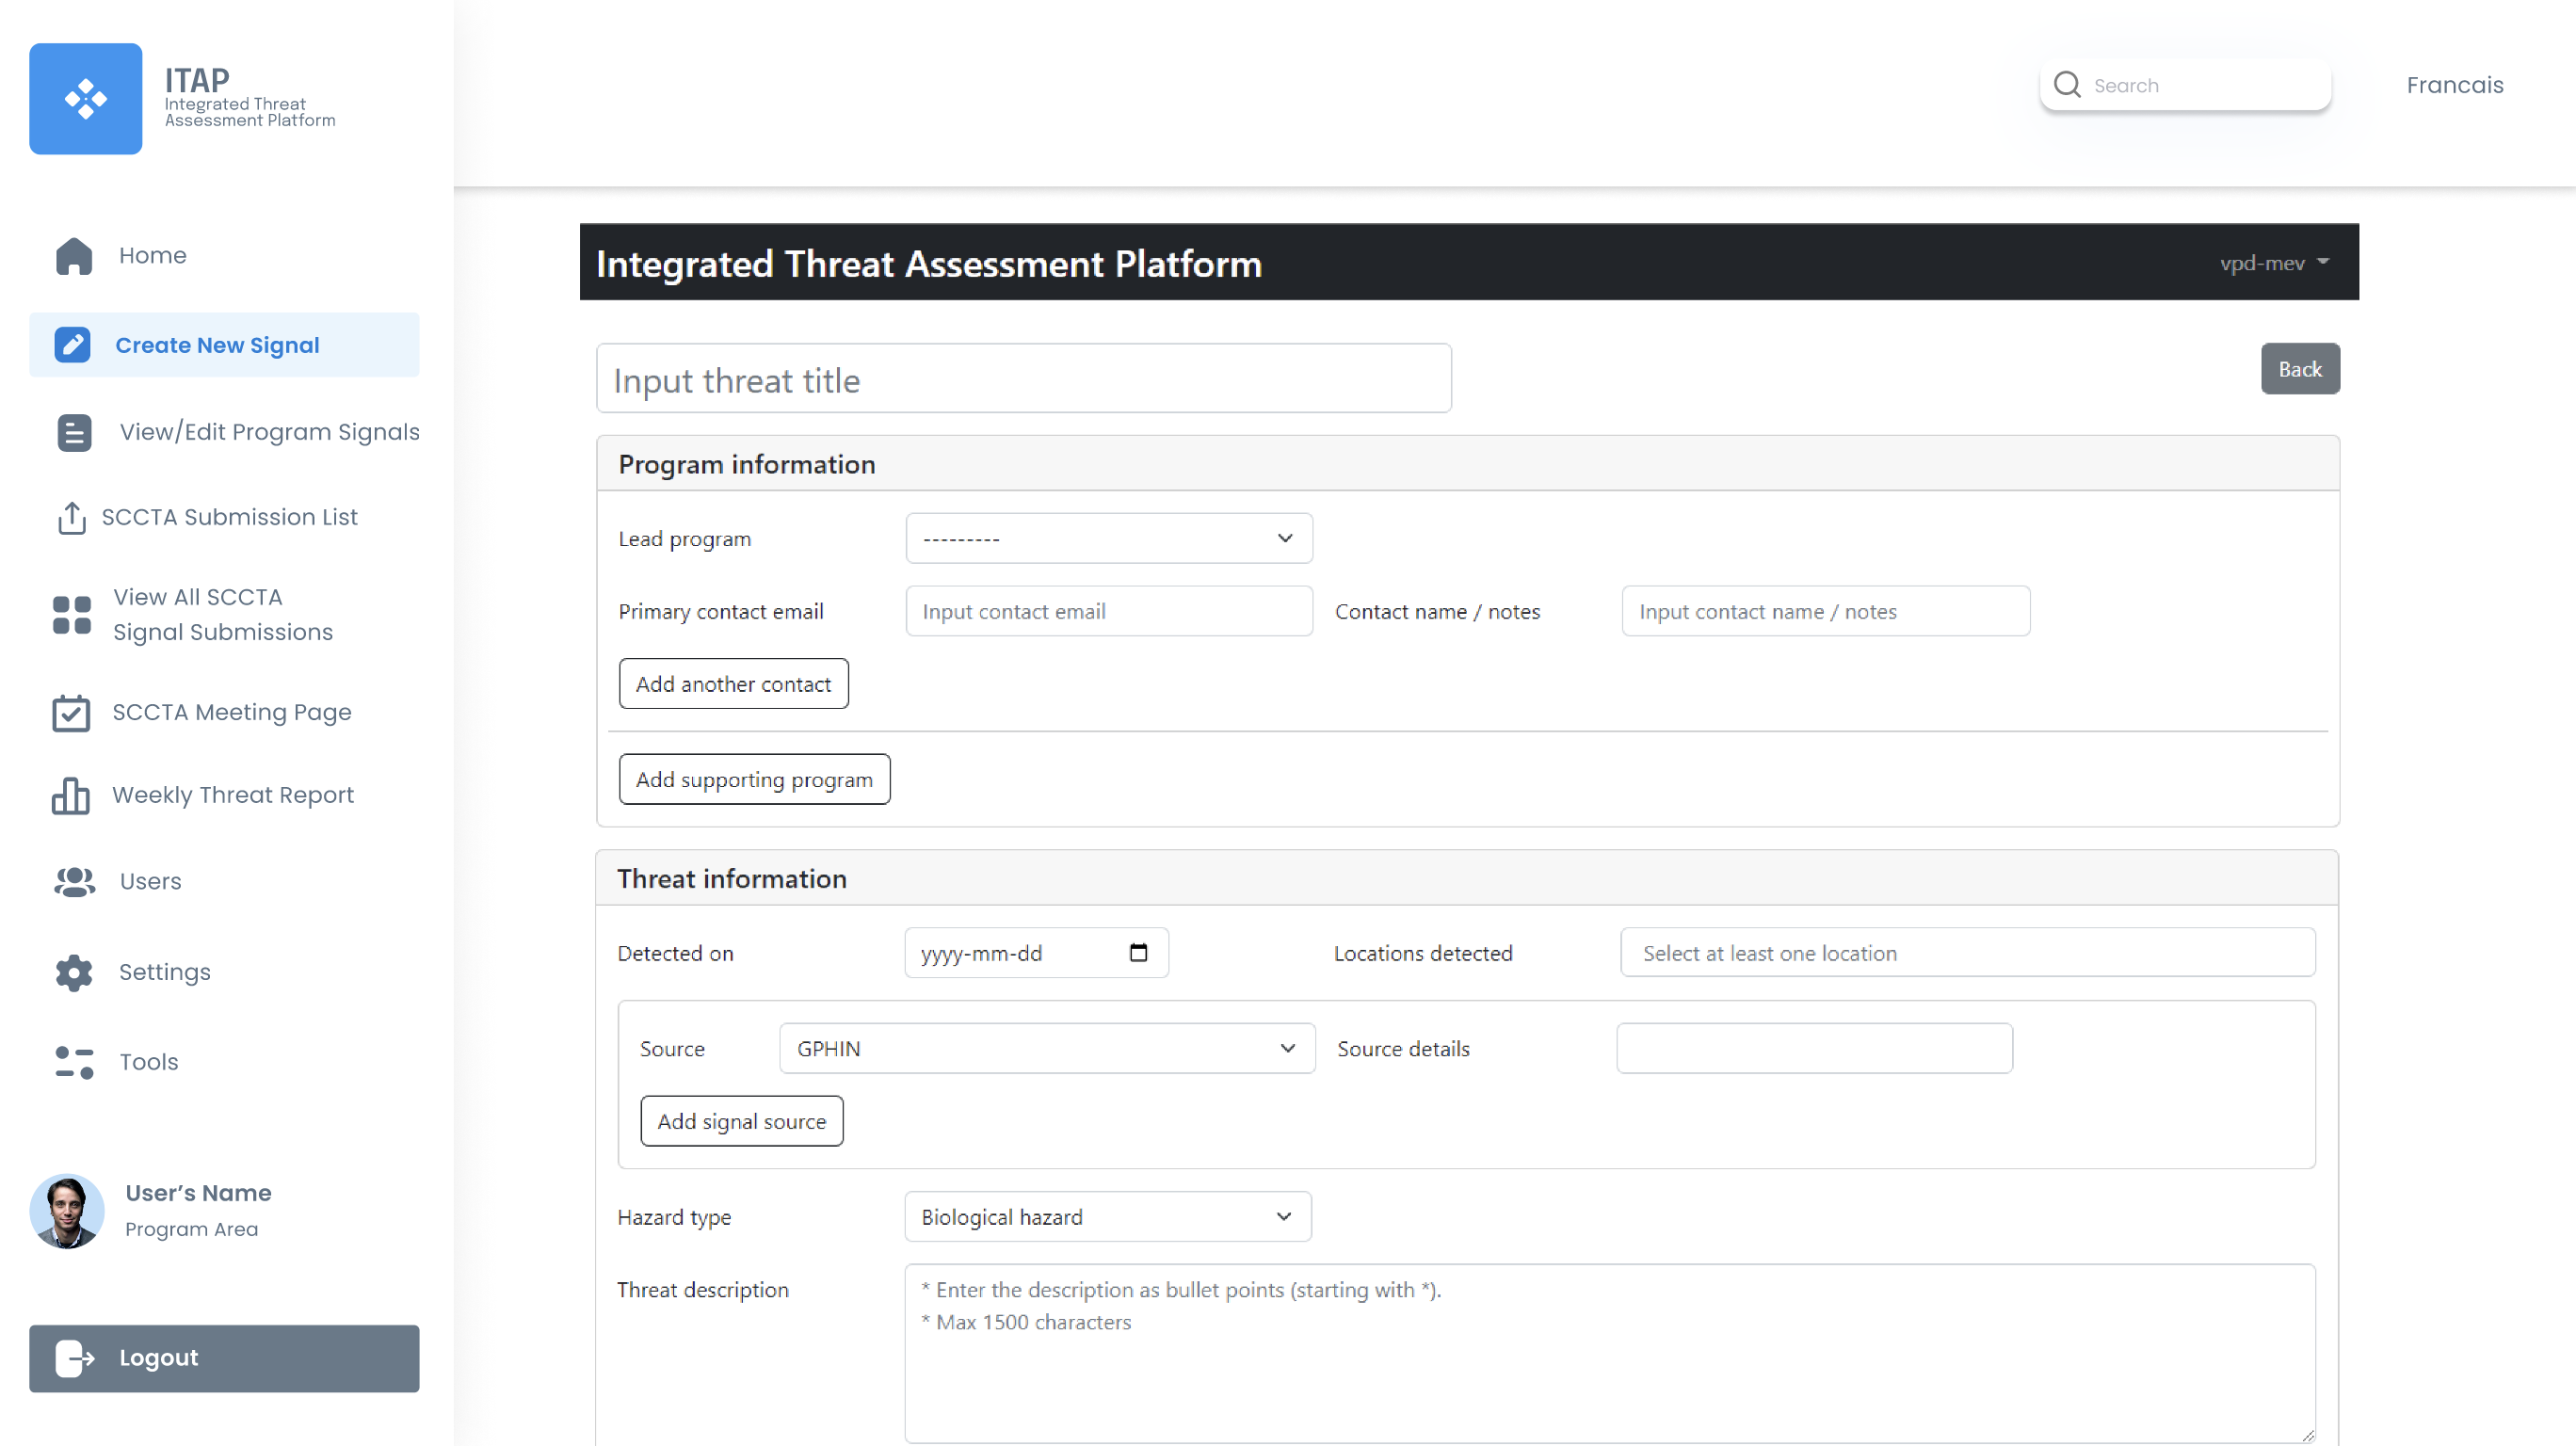 ITAP
Integrated Threat
Assessment Platform
Search
Francais
Home
Create New Signal
View/Edit Program Signals
SCCTA Submission List
View All SCCTA
Signal Submissions
SCCTA Meeting Page
Weekly Threat Report
Users
Settings
Tools
User’s Name
Program Area
Logout
Integrated Threat Assessment Platform
vpd-mev
Input threat title
Back
Program information
Lead program
---------
Primary contact email
Input contact email
Contact name / notes
Input contact name / notes
Add another contact
Add supporting program
Threat information
Detected on
yyyy-mm-dd
Locations detected
Select at least one location
Source
GPHIN
Source details
Add signal source
Hazard type
Biological hazard
Threat description
* Enter the description as bullet points (starting with *).
* Max 1500 characters